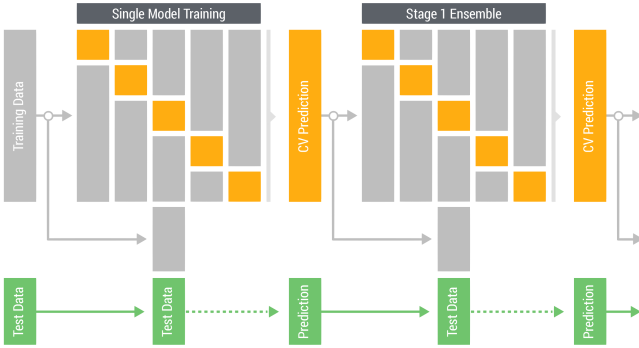 Single Model Training
Stage 1 Ensemble
Training Data
CV Prediction
CV Prediction
Test Data
Test Data
Prediction
Test Data
Prediction